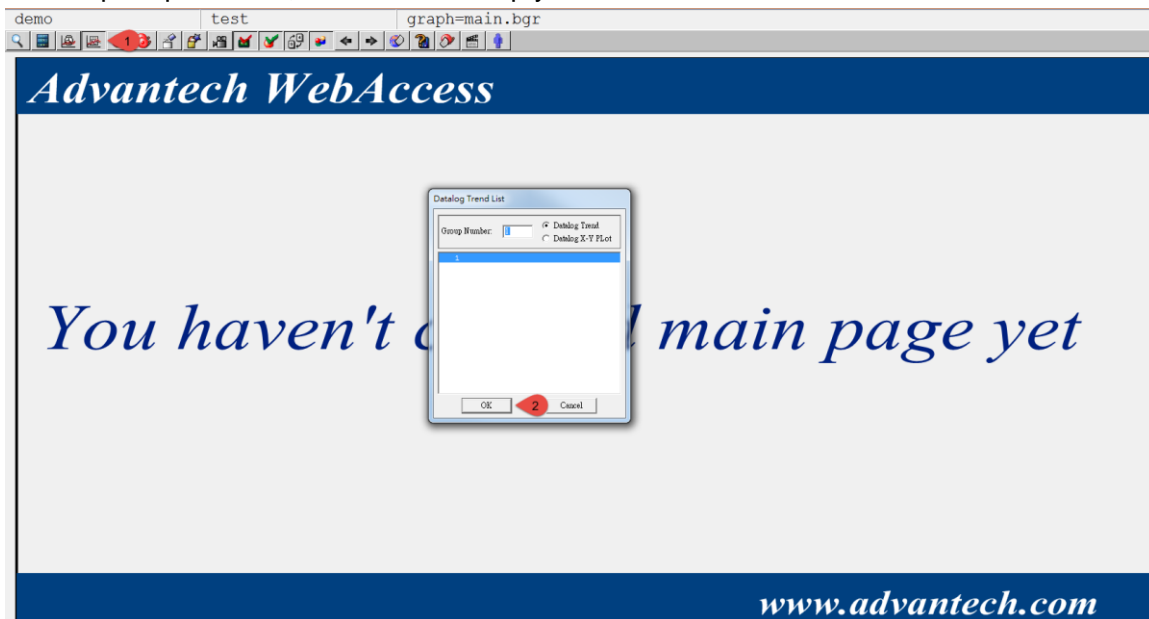 demo test graph=main.bgr
1
Advantech WebAccess
Datalog Trend List
Group Number: 1 Datalog Trend
Datalog X-Y PLot
1
You haven't c main page yet
OK 2 Cancel
www.advantech.com